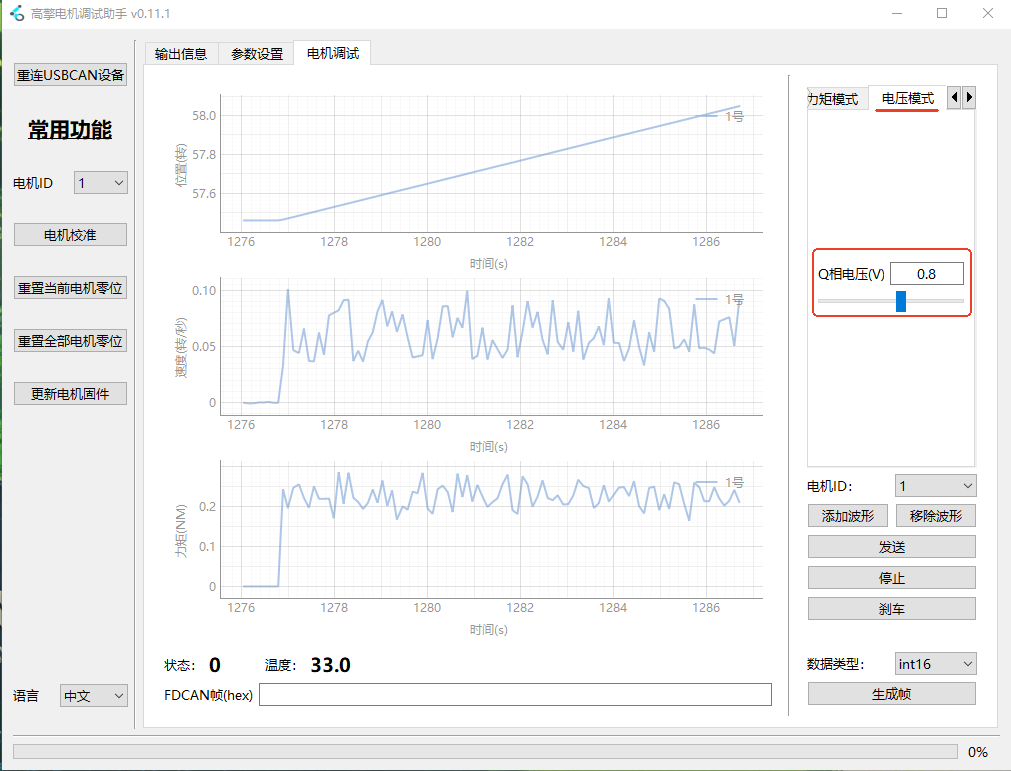 高擎电机调试助手 v0.11.1
输出信息 参数设置 电机调试
重连USBCAN设备
常用功能
电机ID 1
电机校准
重置当前电机零位
重置全部电机零位
更新电机固件
语言 中文
位置(转)
58.0
57.8
57.6
1号
1276 1278 1280 1282 1284 1286
时间(s)
速度(转/秒)
0.10
0.05
0
1号
1276 1278 1280 1282 1284 1286
时间(s)
力矩(NM)
0.2
0.1
0
1号
1276 1278 1280 1282 1284 1286
时间(s)
状态: 0 温度: 33.0
FDCAN帧(hex)
力矩模式 电压模式
Q相电压(V) 0.8
电机ID: 1
添加波形 移除波形
发送
停止
刹车
数据类型: int16
生成帧
0%